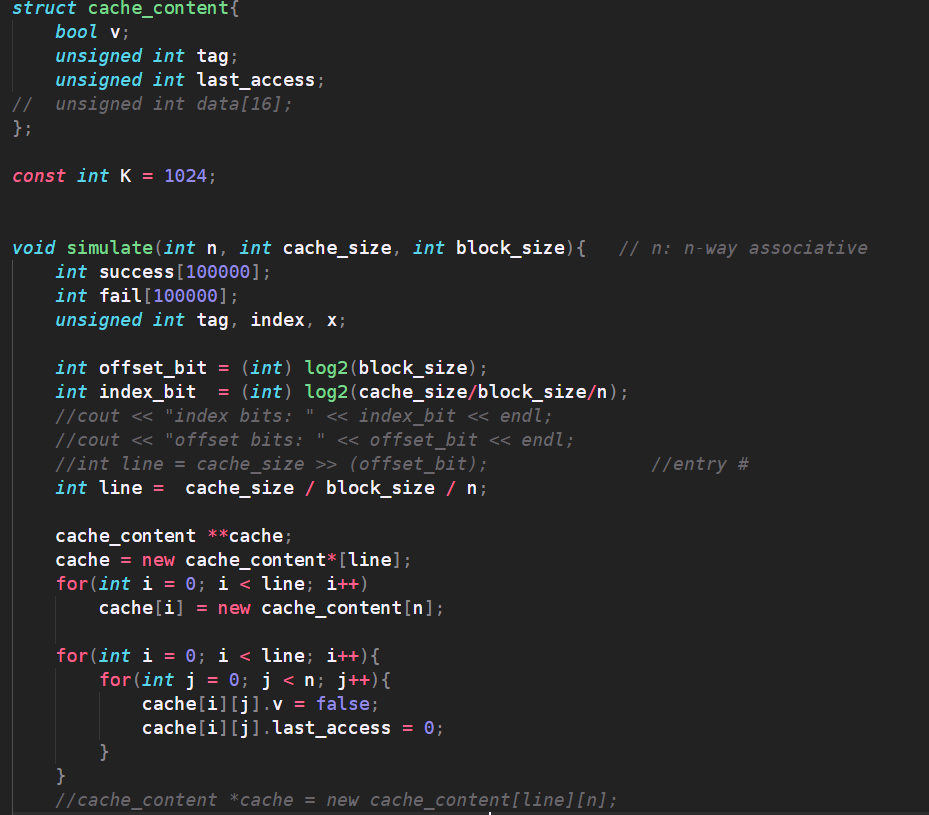 struct cache_content{
    bool v;
    unsigned int tag;
    unsigned int last_access;
//  unsigned int data[16];
};
const int K = 1024;
void simulate(int n, int cache_size, int block_size){   // n: n-way associative
    int success[100000];
    int fail[100000];
    unsigned int tag, index, x;
    int offset_bit = (int) log2(block_size);
    int index_bit  = (int) log2(cache_size/block_size/n);
    //cout << "index bits: " << index_bit << endl;
    //cout << "offset bits: " << offset_bit << endl;
    //int line = cache_size >> (offset_bit);               //entry #
    int line =  cache_size / block_size / n;
    cache_content **cache;
    cache = new cache_content*[line];
    for(int i = 0; i < line; i++)
        cache[i] = new cache_content[n];
    for(int i = 0; i < line; i++){
        for(int j = 0; j < n; j++){
            cache[i][j].v = false;
            cache[i][j].last_access = 0;
        }
    }
    //cache_content *cache = new cache_content[line][n];